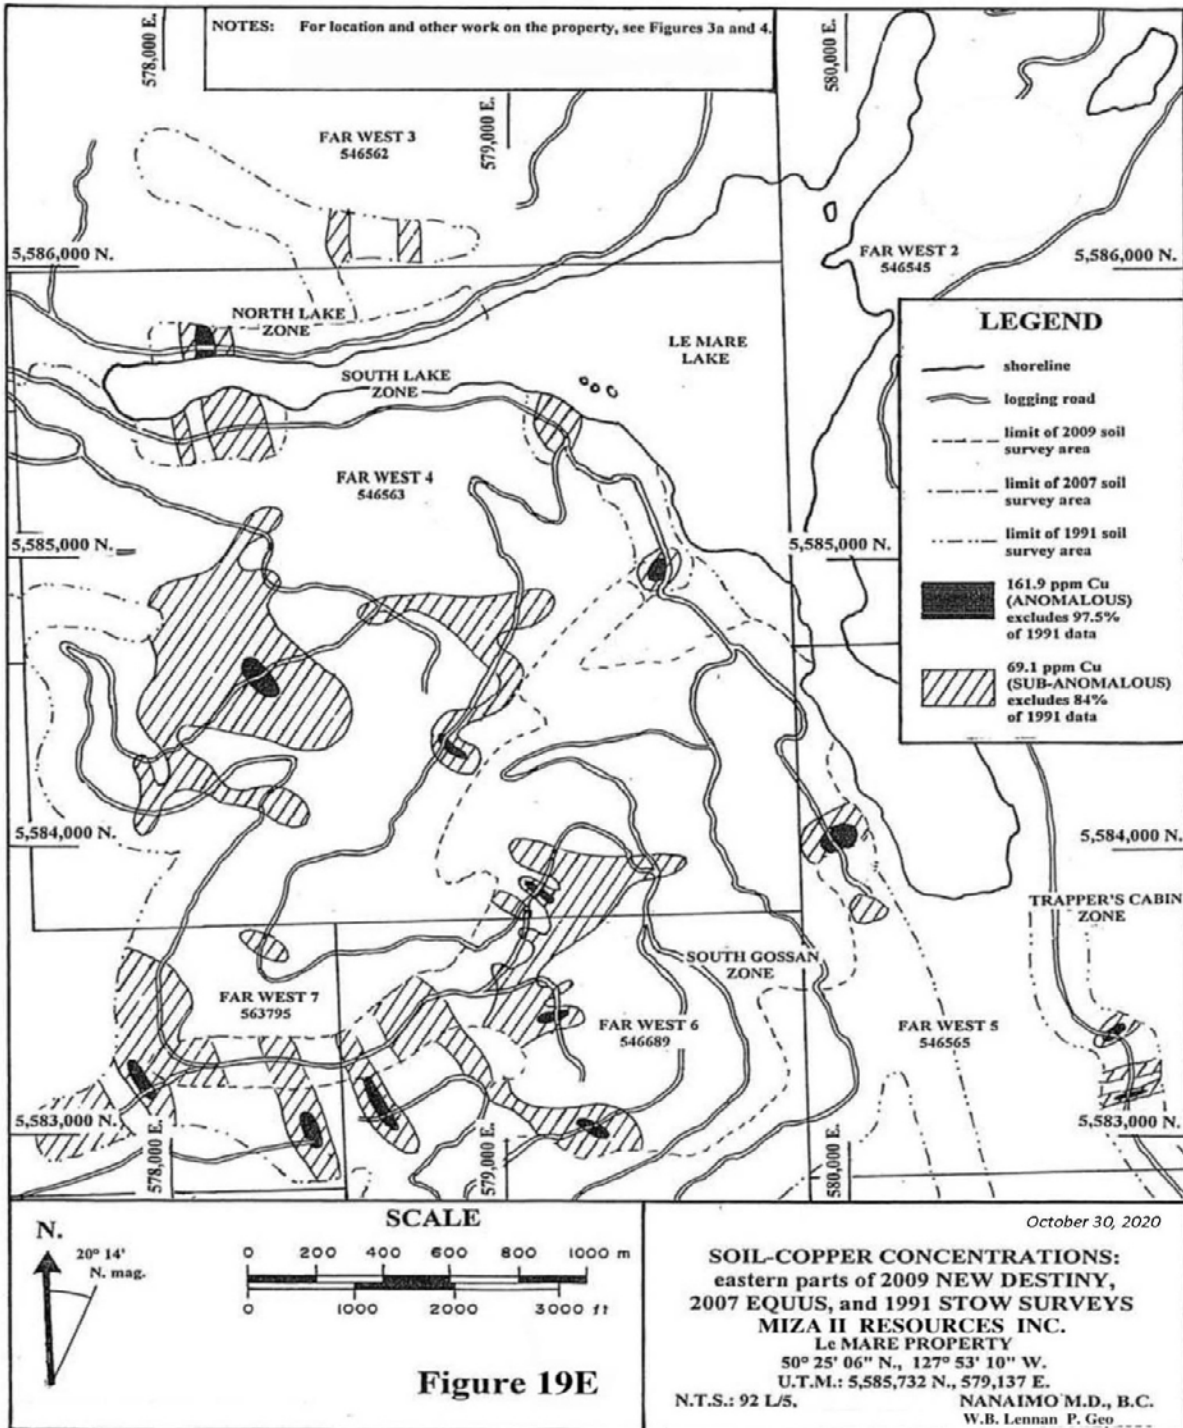 NOTES: For location and other work on the property, see Figures 3a and 4.
578,000 E.
579,000 E.
580,000 E.
FAR WEST 3
546562
5,586,000 N.
FAR WEST 2
546545
5,586,000 N.
NORTH LAKE
ZONE
LE MARE
LAKE
SOUTH LAKE
ZONE
FAR WEST 4
546563
5,585,000 N.
5,585,000 N.
LEGEND
shoreline
logging road
limit of 2009 soil
survey area
limit of 2007 soil
survey area
limit of 1991 soil
survey area
161.9 ppm Cu
(ANOMALOUS)
excludes 97.5%
of 1991 data
69.1 ppm Cu
(SUB-ANOMALOUS)
excludes 84%
of 1991 data
5,584,000 N.
5,584,000 N.
TRAPPER'S CABIN
ZONE
SOUTH GOSSAN
ZONE
FAR WEST 7
563795
FAR WEST 6
546689
FAR WEST 5
546565
5,583,000 N.
5,583,000 N.
578,000 E.
579,000 E.
580,000 E.
N.
20° 14'
N. mag.
SCALE
0 200 400 600 800 1000 m
0 1000 2000 3000 ft
Figure 19E
October 30, 2020
SOIL-COPPER CONCENTRATIONS:
eastern parts of 2009 NEW DESTINY,
2007 EQUUS, and 1991 STOW SURVEYS
MIZA II RESOURCES INC.
Le MARE PROPERTY
50° 25' 06" N., 127° 53' 10" W.
U.T.M.: 5,585,732 N., 579,137 E.
N.T.S.: 92 L/5, NANAIMO M.D., B.C.
W.B. Lennan P. Geo